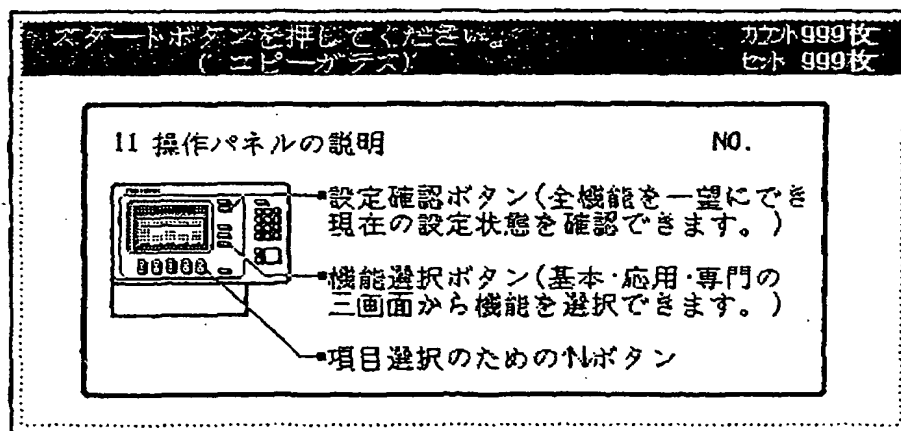 スタートボタンを押してください。 カウント999枚
(コピーガラス) セット 999枚
11 操作パネルの説明 NO.
設定確認ボタン(全機能を一望にでき
現在の設定状態を確認できます。)
機能選択ボタン(基本・応用・専門の
三画面から機能を選択できます。)
項目選択のための↑↓ボタン